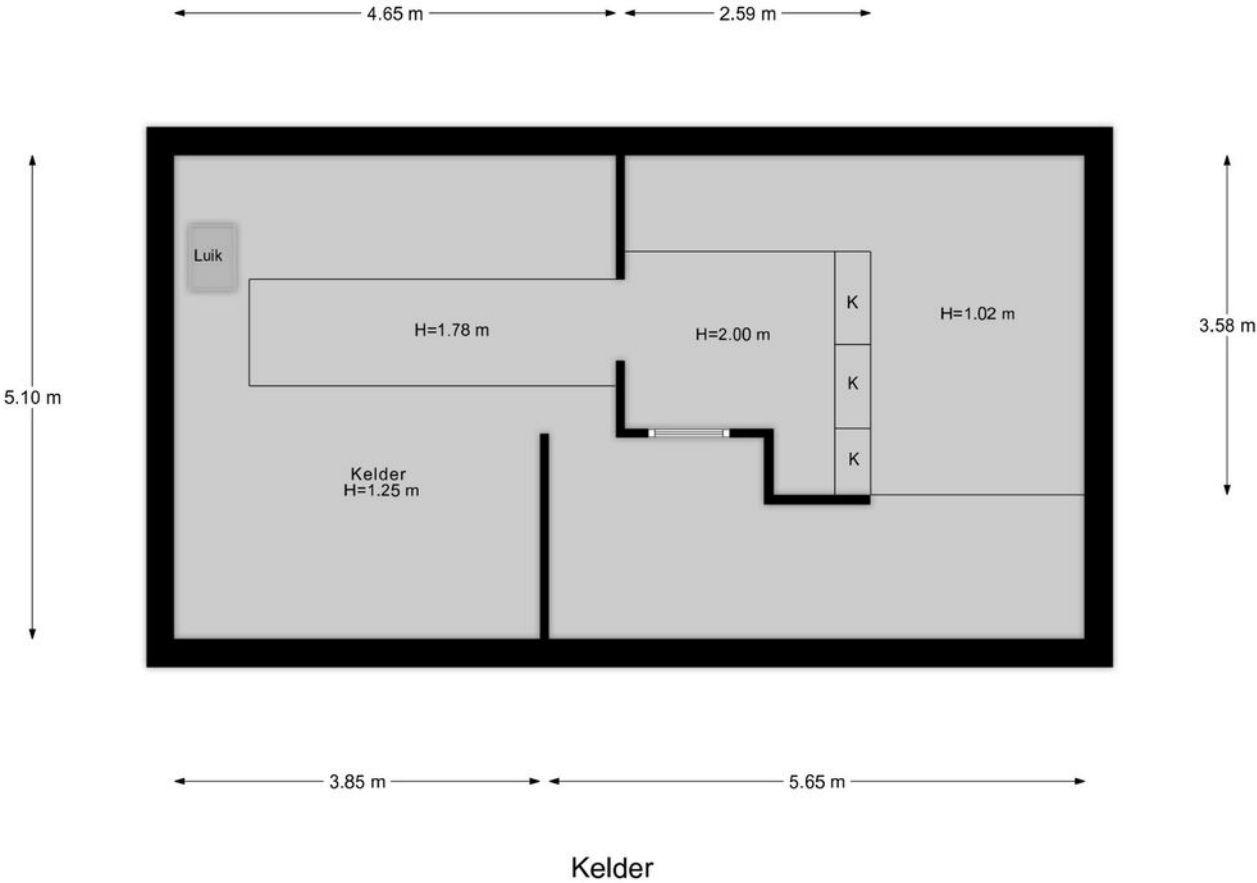 4.65 m
2.59 m
Luik
K
H=1.02 m
H=1.78 m
H=2.00 m
3.58 m
K
5.10 m
K
Kelder
H=1.25 m
3.85 m
5.65 m
Kelder